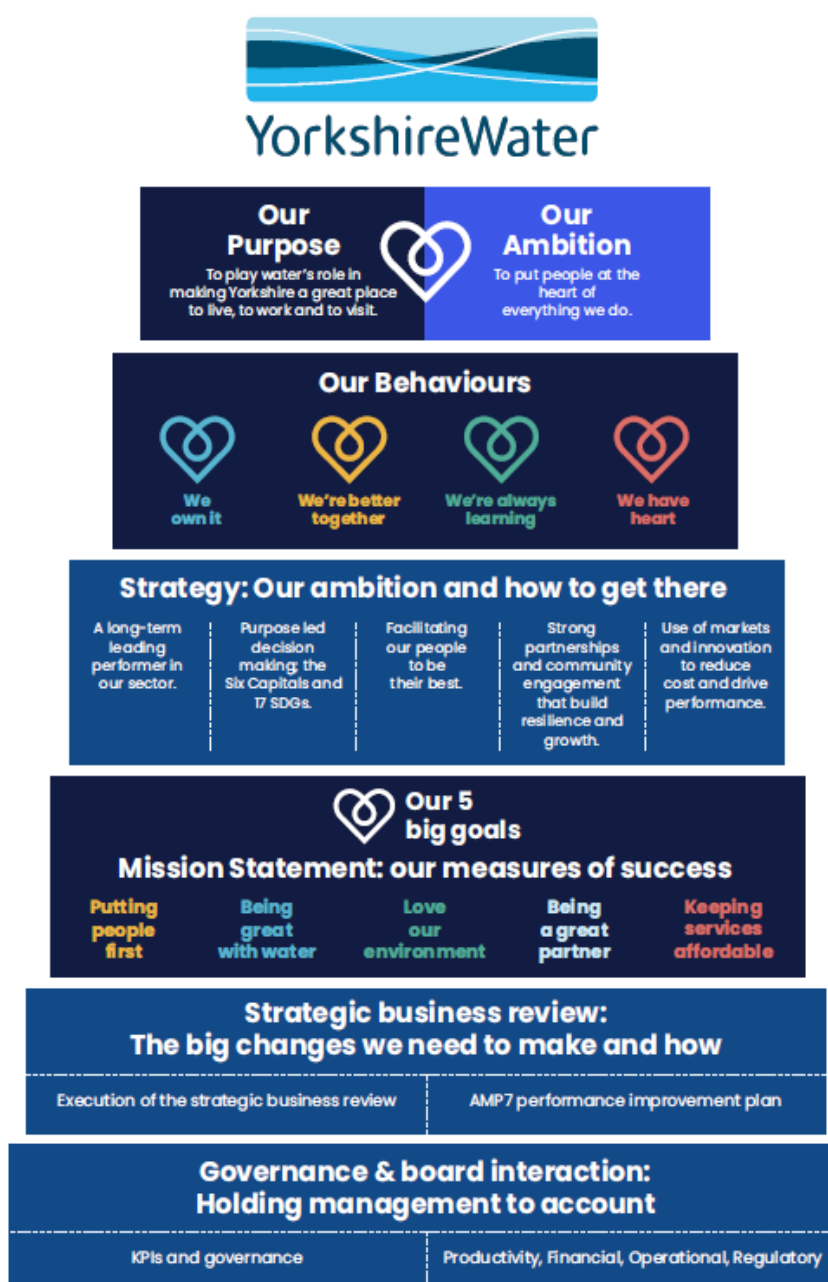 YorkshireWater
Our
Purpose
To play water's role in
making Yorkshire a great place
to live, to work and to visit.
Our
Ambition
To put people at the
heart of
everything we do.
Our Behaviours
We
own it
We're better
together
We're always
learning
We have
heart
Strategy: Our ambition and how to get there
A long-term
leading
performer in
our sector.
Purpose led
decision
making; the
Six Capitals and
17 SDGs.
Facilitating
our people
to be
their best.
Strong
partnerships
and community
engagement
that build
resilience and
growth.
Use of markets
and innovation
to reduce
cost and drive
performance.
Our 5
big goals
Mission Statement: our measures of success
Putting
people
first
Being
great
with water
Love
our
environment
Being
a great
partner
Keeping
services
affordable
Strategic business review:
The big changes we need to make and how
Execution of the strategic business review
AMP7 performance improvement plan
Governance & board interaction:
Holding management to account
KPIs and governance
Productivity, Financial, Operational, Regulatory